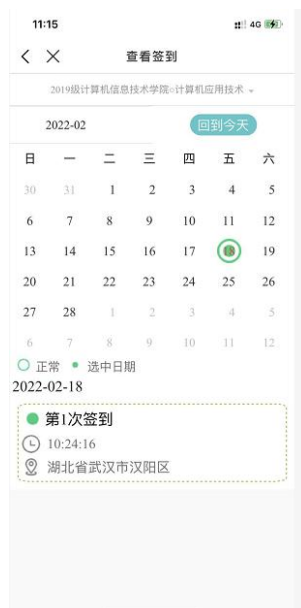 11:15 4G
查看签到
2019级计算机信息技术学院○计算机应用技术
2022-02 回到今天
日 一 二 三 四 五 六
30 31 1 2 3 4 5
6 7 8 9 10 11 12
13 14 15 16 17 18 19
20 21 22 23 24 25 26
27 28 1 2 3 4 5
6 7 8 9 10 11 12
正常 选中日期
2022-02-18
第1次签到
10:24:16
湖北省武汉市汉阳区